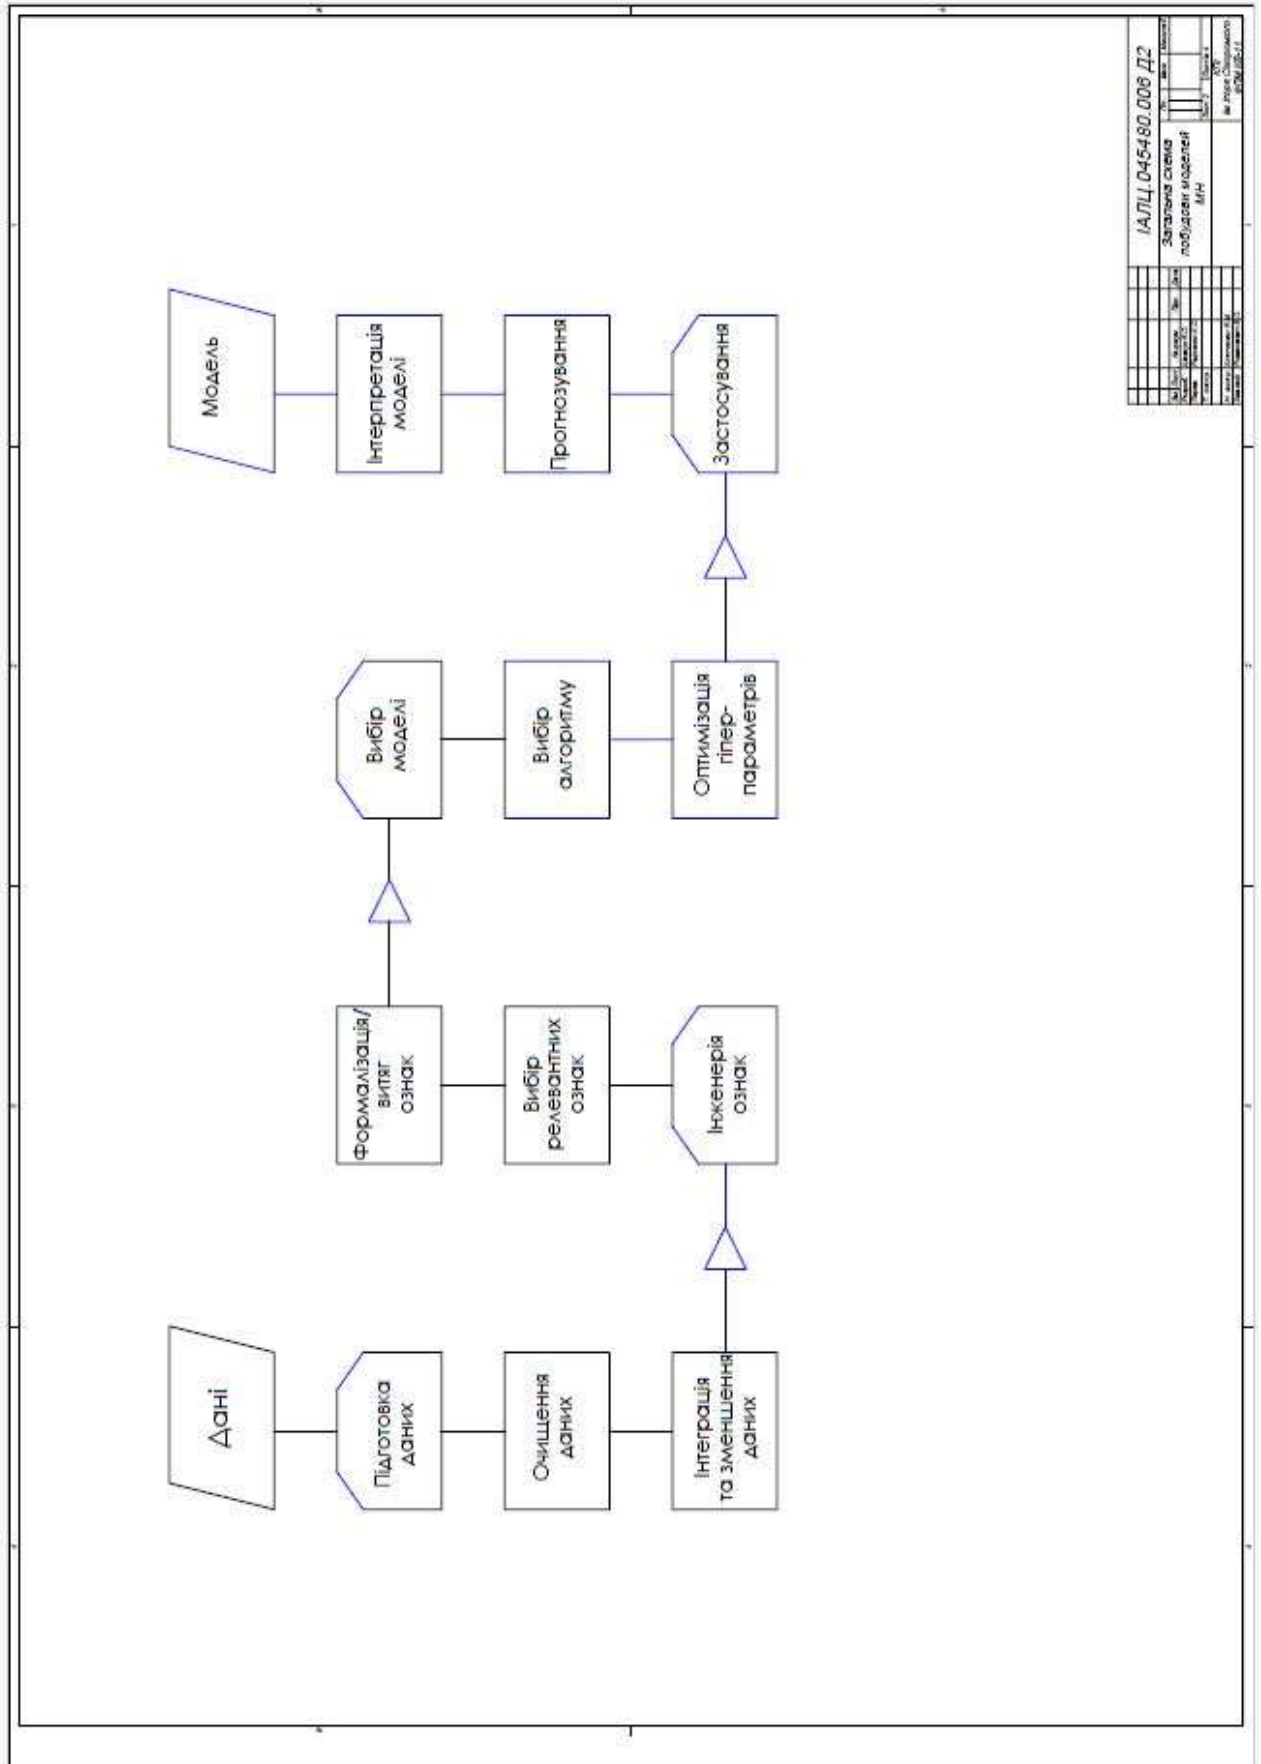 Дані
Підготовка
даних
Очищення
даних
Інтеграція
та зменшення
даних
Інженерія
ознак
Вибір
релевантних
ознак
Формалізація/
витяг
ознак
Вибір
моделі
Вибір
алгоритму
Оптимізація
гіпер-
параметрів
Застосування
Прогнозування
Інтерпретація
моделі
Модель
ІАЛЦ.045480.006 Д2
Загальна схема
побудови моделей
МН